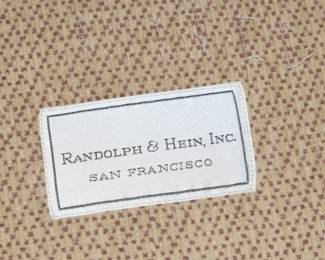 RANDOLPH & HEIN, INC.
SAN FRANCISCO